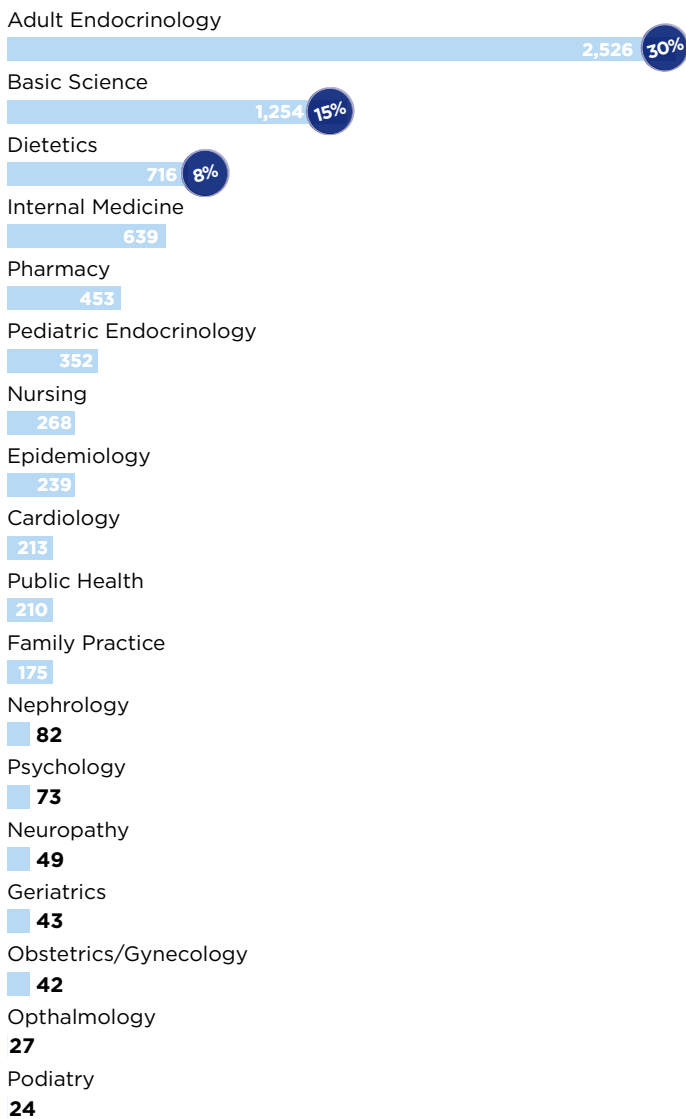 Adult Endocrinology
2,526 30%
Basic Science
1,254 15%
Dietetics
716 8%
Internal Medicine
639
Pharmacy
453
Pediatric Endocrinology
352
Nursing
268
Epidemiology
239
Cardiology
213
Public Health
210
Family Practice
175
Nephrology
82
Psychology
73
Neuropathy
49
Geriatrics
43
Obstetrics/Gynecology
42
Opthalmology
27
Podiatry
24